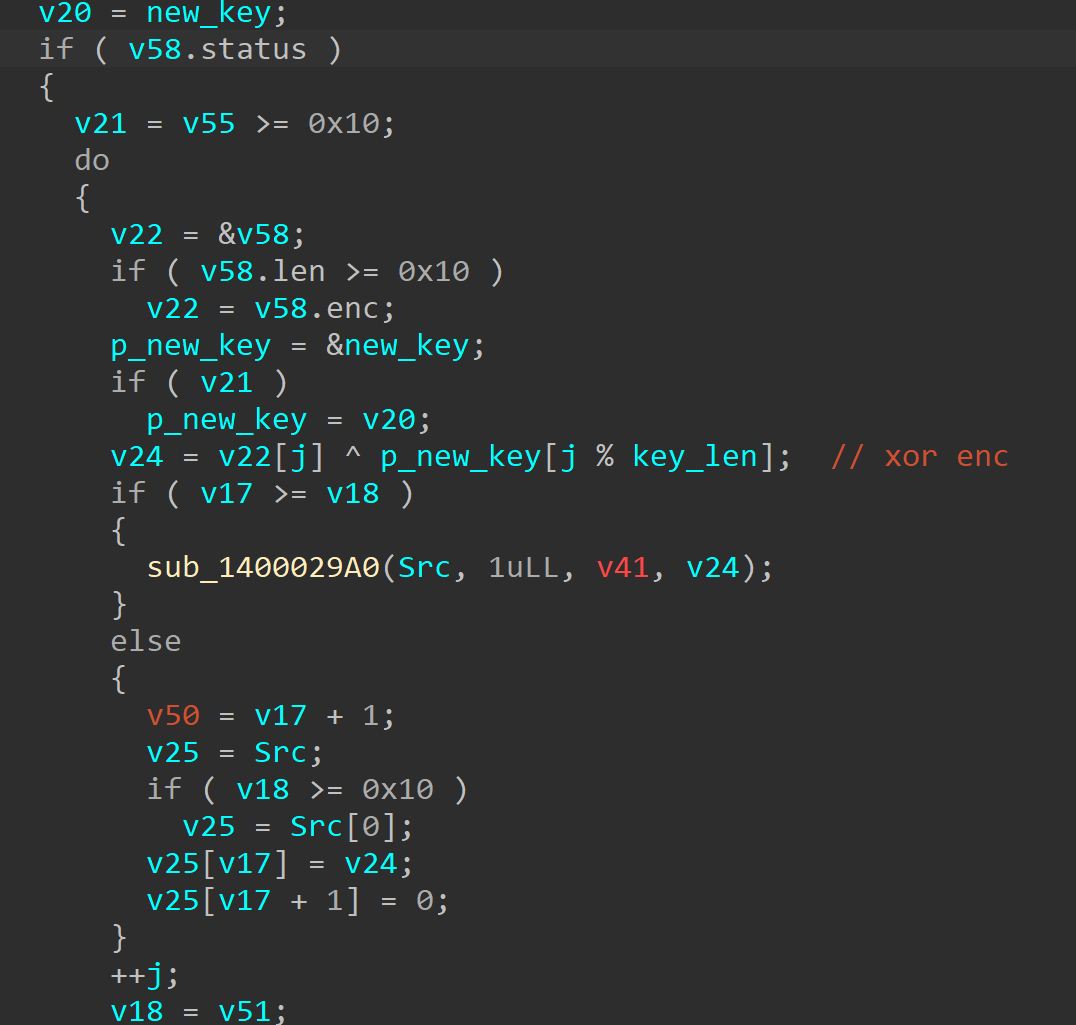 v20 = new_key;
if ( v58.status )
{
  v21 = v55 >= 0x10;
  do
  {
    v22 = &v58;
    if ( v58.len >= 0x10 )
      v22 = v58.enc;
    p_new_key = &new_key;
    if ( v21 )
      p_new_key = v20;
    v24 = v22[j] ^ p_new_key[j % key_len];  // xor enc
    if ( v17 >= v18 )
    {
      sub_1400029A0(Src, 1uLL, v41, v24);
    }
    else
    {
      v50 = v17 + 1;
      v25 = Src;
      if ( v18 >= 0x10 )
        v25 = Src[0];
      v25[v17] = v24;
      v25[v17 + 1] = 0;
    }
    ++j;
    v18 = v51;